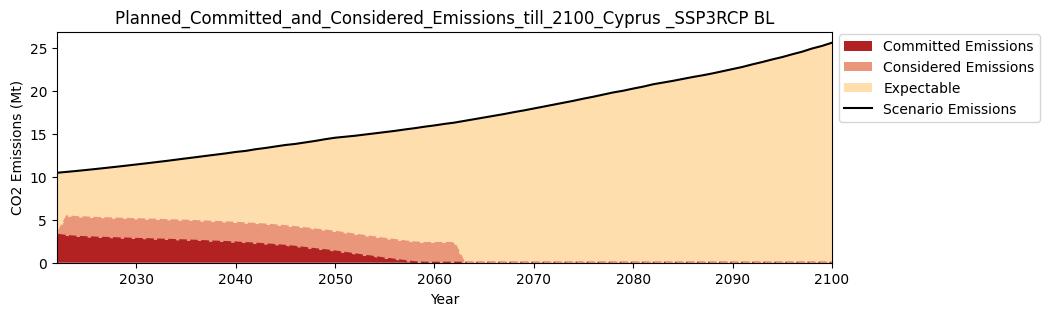 Planned_Committed_and_Considered_Emissions_till_2100_Cyprus _SSP3RCP BL
CO2 Emissions (Mt)
25
20
15
10
5
0
2030 2040 2050 2060 2070 2080 2090 2100
Year
Committed Emissions
Considered Emissions
Expectable
Scenario Emissions